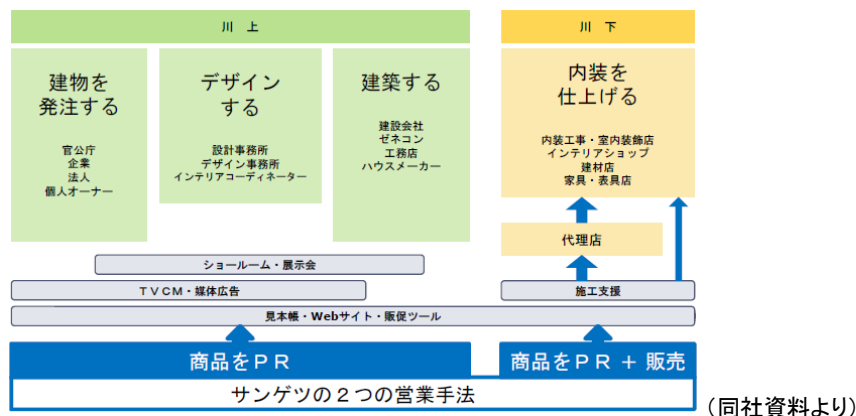 川 上
川 下
建物を
発注する
官公庁
企業
法人
個人オーナー
デザイン
する
設計事務所
デザイン事務所
インテリアコーディネーター
建築する
建設会社
ゼネコン
工務店
ハウスメーカー
内装を
仕上げる
内装工事・室内装飾店
インテリアショップ
建材店
家具・表具店
代理店
ショールーム・展示会
TVCM・媒体広告
施工支援
見本帳・Webサイト・販促ツール
商品をPR
商品をPR + 販売
サンゲツの2つの営業手法
(同社資料より)